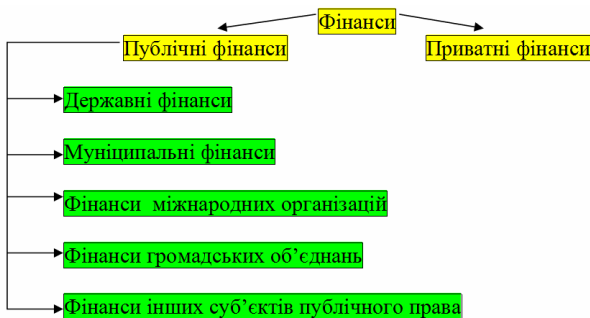 Фінанси
Публічні фінанси
Приватні фінанси
Державні фінанси
Муніципальні фінанси
Фінанси міжнародних організацій
Фінанси громадських об’єднань
Фінанси інших суб’єктів публічного права